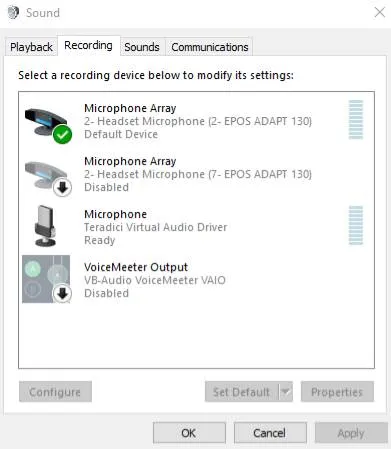 Sound
Playback
Recording
Sounds
Communications
Select a recording device below to modify its settings:
Microphone Array
2- Headset Microphone (2- EPOS ADAPT 130)
Default Device
Microphone Array
2- Headset Microphone (7- EPOS ADAPT 130)
Disabled
Microphone
Teradici Virtual Audio Driver
Ready
VoiceMeeter Output
VB-Audio VoiceMeeter VAIO
Disabled
Configure
Set Default
Properties
OK
Cancel
Apply